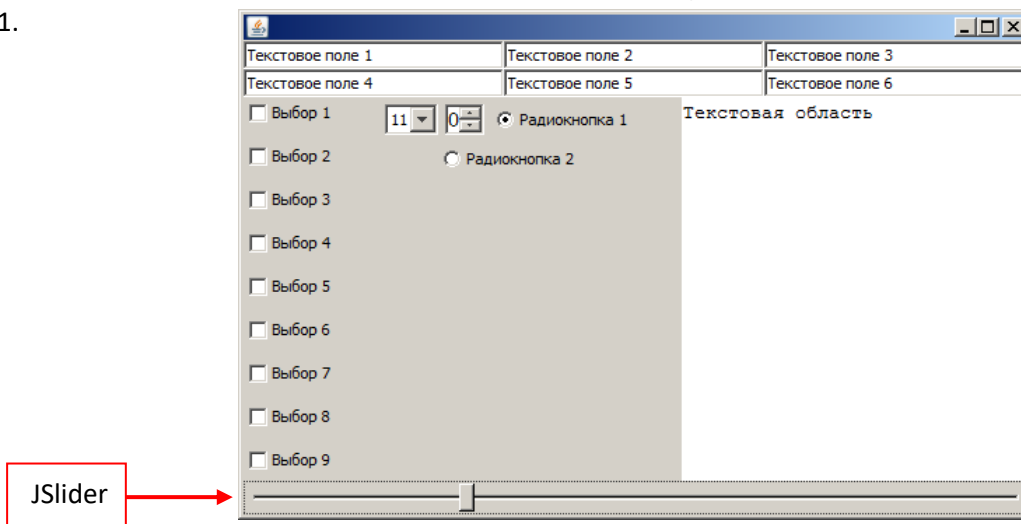 1.
Текстовое поле 1 Текстовое поле 2 Текстовое поле 3
Текстовое поле 4 Текстовое поле 5 Текстовое поле 6
Выбор 1 11 0 Радиокнопка 1 Текстовая область
Выбор 2 Радиокнопка 2
Выбор 3
Выбор 4
Выбор 5
Выбор 6
Выбор 7
Выбор 8
Выбор 9
JSlider